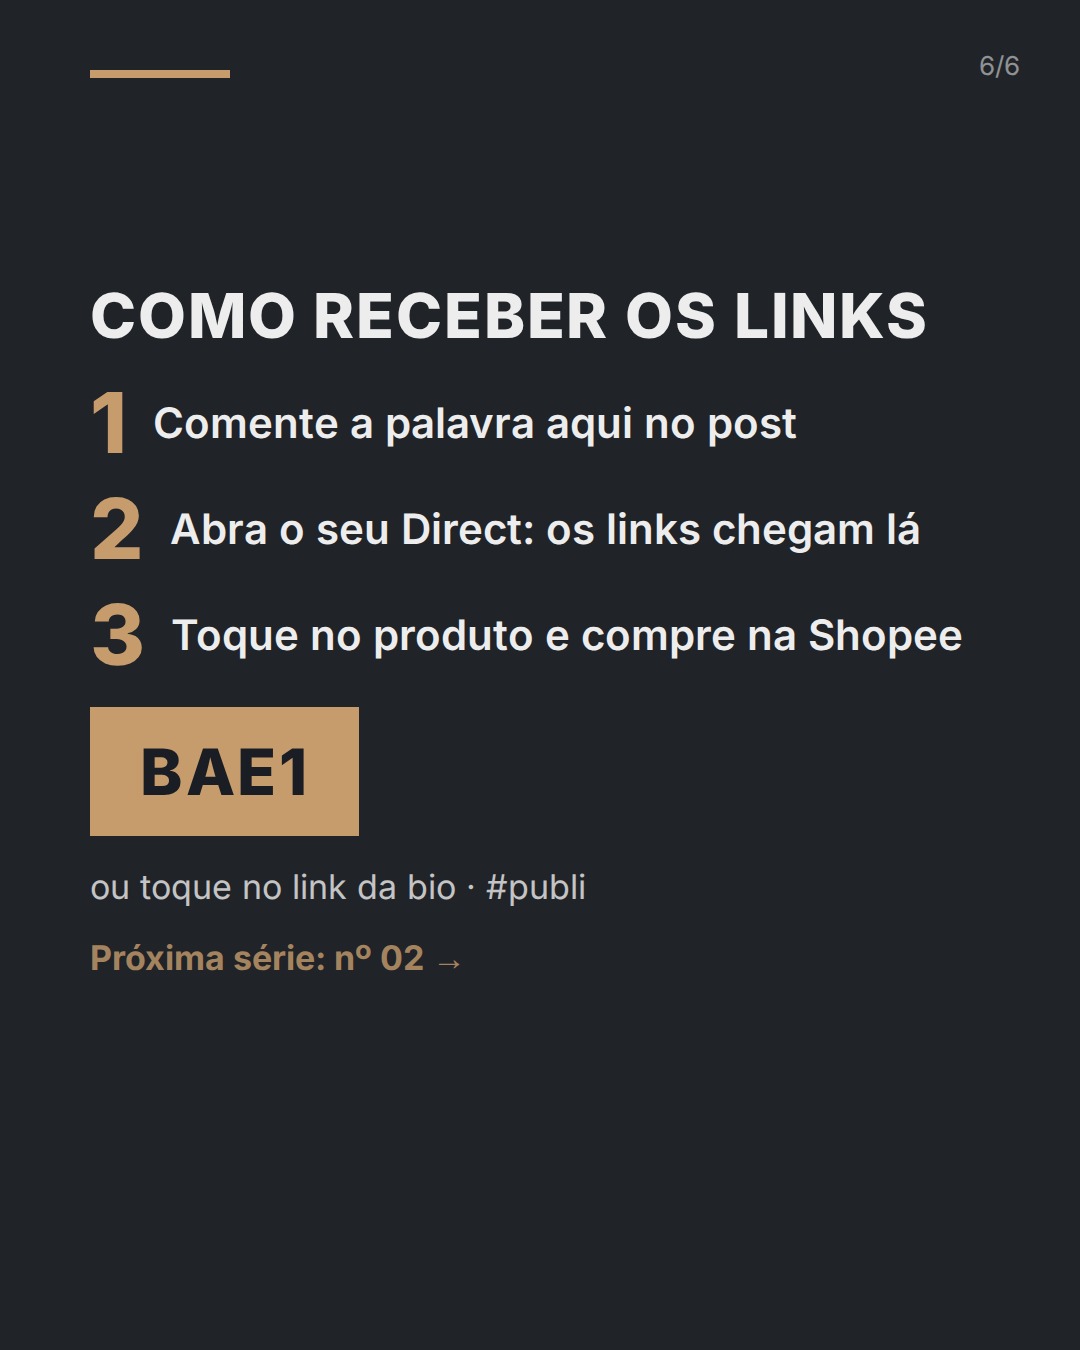 6/6
COMO RECEBER OS LINKS
1 Comente a palavra aqui no post
2 Abra o seu Direct: os links chegam lá
3 Toque no produto e compre na Shopee
BAE1
ou toque no link da bio · #publi
Próxima série: nº 02 →